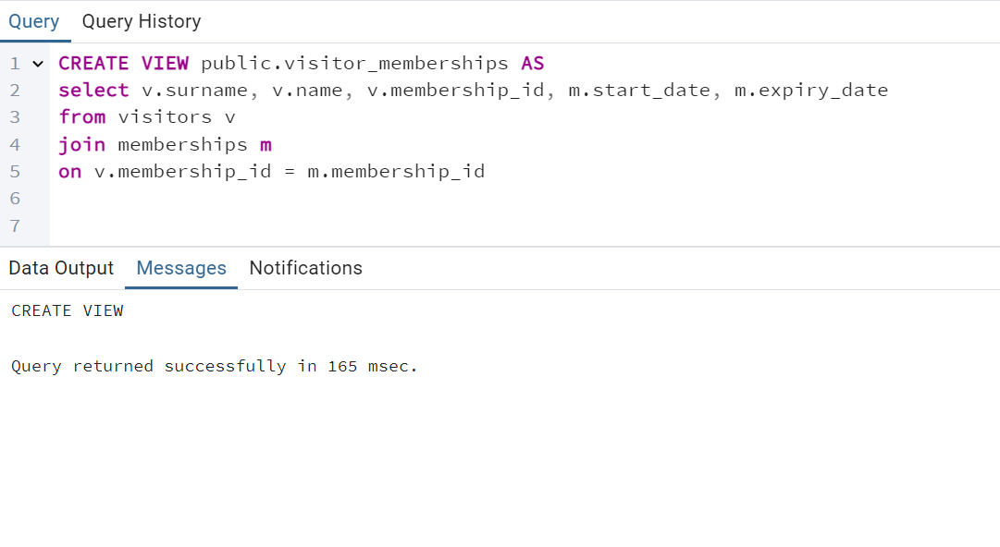 Query Query History
1 CREATE VIEW public.visitor_memberships AS
2 select v.surname, v.name, v.membership_id, m.start_date, m.expiry_date
3 from visitors v
4 join memberships m
5 on v.membership_id = m.membership_id
6
7
Data Output Messages Notifications
CREATE VIEW
Query returned successfully in 165 msec.